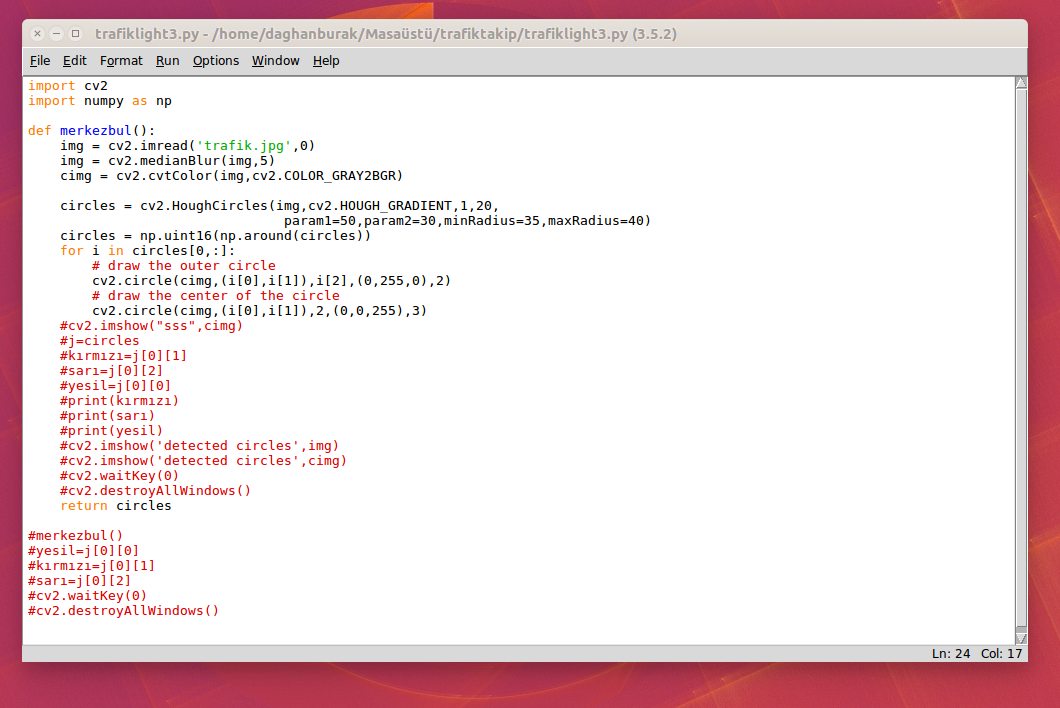 trafiklight3.py - /home/daghanburak/Masaüstü/trafiktakip/trafiklight3.py (3.5.2)
File Edit Format Run Options Window Help
import cv2
import numpy as np
def merkezbul():
    img = cv2.imread('trafik.jpg',0)
    img = cv2.medianBlur(img,5)
    cimg = cv2.cvtColor(img,cv2.COLOR_GRAY2BGR)
    circles = cv2.HoughCircles(img,cv2.HOUGH_GRADIENT,1,20,
                                param1=50,param2=30,minRadius=35,maxRadius=40)
    circles = np.uint16(np.around(circles))
    for i in circles[0,:]:
        # draw the outer circle
        cv2.circle(cimg,(i[0],i[1]),i[2],(0,255,0),2)
        # draw the center of the circle
        cv2.circle(cimg,(i[0],i[1]),2,(0,0,255),3)
    #cv2.imshow("sss",cimg)
    #j=circles
    #kırmızı=j[0][1]
    #sarı=j[0][2]
    #yesil=j[0][0]
    #print(kırmızı)
    #print(sarı)
    #print(yesil)
    #cv2.imshow('detected circles',img)
    #cv2.imshow('detected circles',cimg)
    #cv2.waitKey(0)
    #cv2.destroyAllWindows()
    return circles
#merkezbul()
#yesil=j[0][0]
#kırmızı=j[0][1]
#sarı=j[0][2]
#cv2.waitKey(0)
#cv2.destroyAllWindows()
Ln: 24 Col: 17